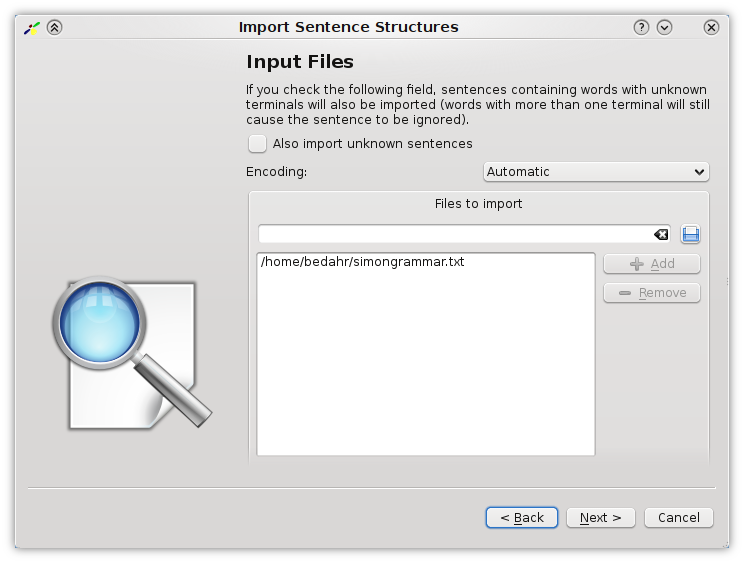 Import Sentence Structures
Input Files
If you check the following field, sentences containing words with unknown
terminals will also be imported (words with more than one terminal will still
cause the sentence to be ignored).
Also import unknown sentences
Encoding:
Automatic
Files to import
/home/bedahr/simongrammar.txt
Add
Remove
< Back
Next >
Cancel